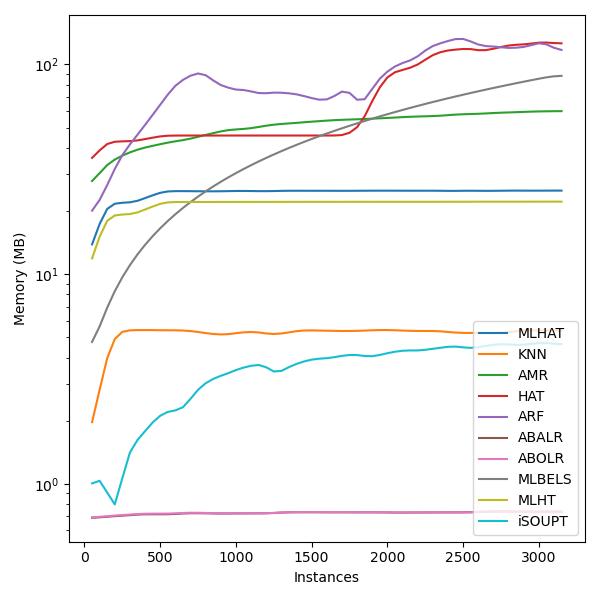 Memory (MB)
10²
10¹
10⁰
0 500 1000 1500 2000 2500 3000
Instances
MLHAT
KNN
AMR
HAT
ARF
ABALR
ABOLR
MLBELS
MLHT
iSOUPT